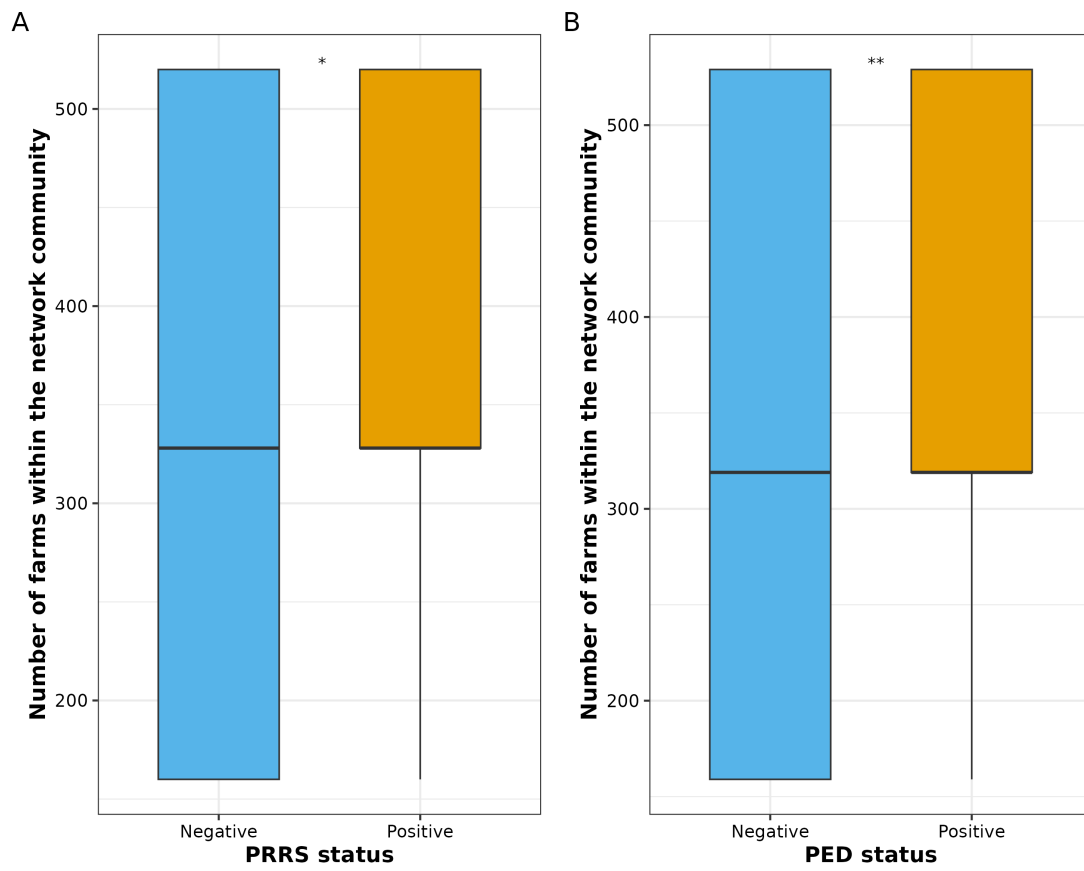 A
*
Number of farms within the network community
500
400
300
200
Negative
Positive
PRRS status
B
**
Number of farms within the network community
500
400
300
200
Negative
Positive
PED status